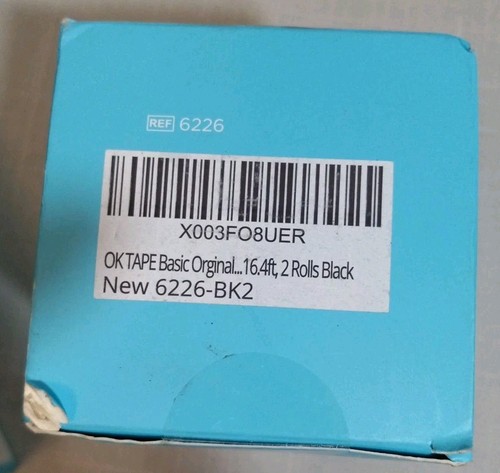 REF 6226
X003FO8UER
OK TAPE Basic Orginal...16.4ft, 2 Rolls Black
New 6226-BK2